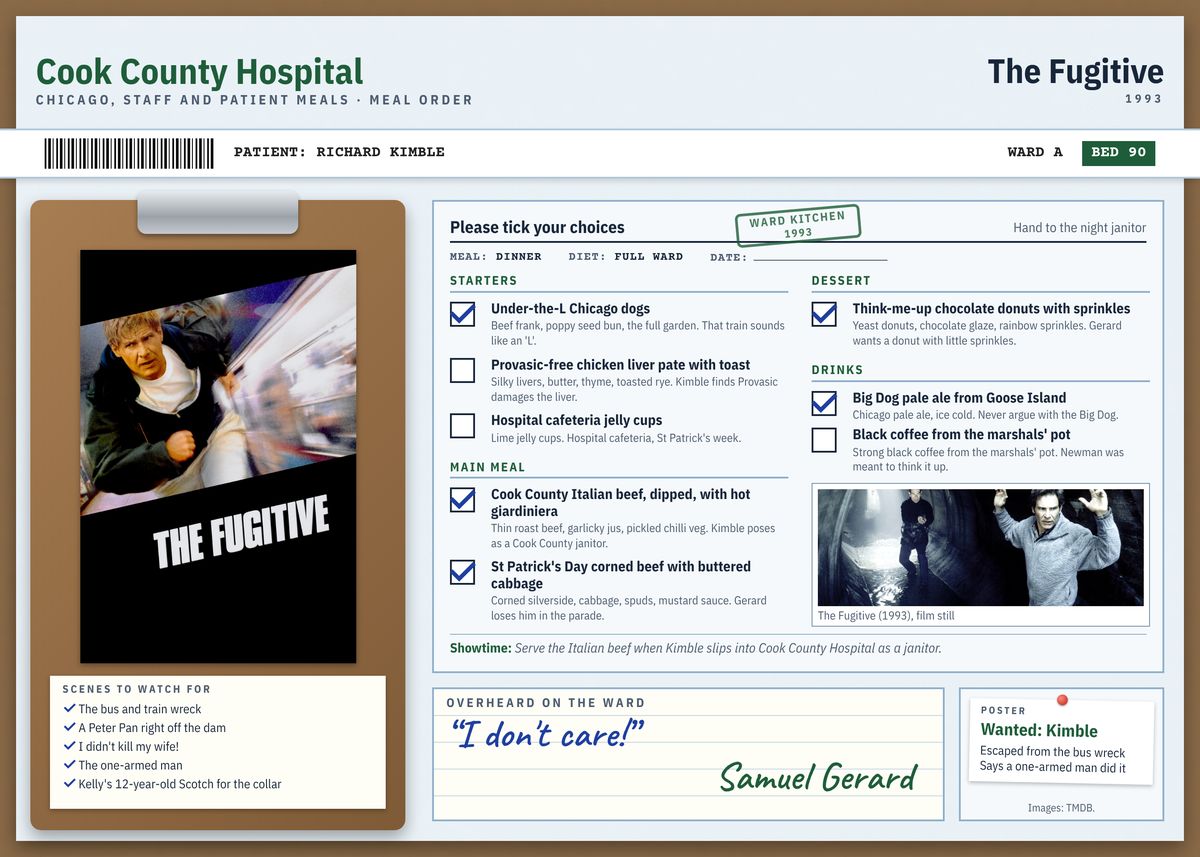 Cook County Hospital
CHICAGO, STAFF AND PATIENT MEALS · MEAL ORDER
The Fugitive
1993
PATIENT: RICHARD KIMBLE
WARD A
BED 90
THE FUGITIVE
SCENES TO WATCH FOR
The bus and train wreck
A Peter Pan right off the dam
I didn't kill my wife!
The one-armed man
Kelly's 12-year-old Scotch for the collar
Please tick your choices
WARD KITCHEN
1993
Hand to the night janitor
MEAL: DINNER DIET: FULL WARD DATE:
STARTERS
Under-the-L Chicago dogs
Beef frank, poppy seed bun, the full garden. That train sounds
like an 'L'.
Provasic-free chicken liver pate with toast
Silky livers, butter, thyme, toasted rye. Kimble finds Provasic
damages the liver.
Hospital cafeteria jelly cups
Lime jelly cups. Hospital cafeteria, St Patrick's week.
MAIN MEAL
Cook County Italian beef, dipped, with hot
giardiniera
Thin roast beef, garlicky jus, pickled chilli veg. Kimble poses
as a Cook County janitor.
St Patrick's Day corned beef with buttered
cabbage
Corned silverside, cabbage, spuds, mustard sauce. Gerard
loses him in the parade.
DESSERT
Think-me-up chocolate donuts with sprinkles
Yeast donuts, chocolate glaze, rainbow sprinkles. Gerard
wants a donut with little sprinkles.
DRINKS
Big Dog pale ale from Goose Island
Chicago pale ale, ice cold. Never argue with the Big Dog.
Black coffee from the marshals' pot
Strong black coffee from the marshals' pot. Newman was
meant to think it up.
The Fugitive (1993), film still
Showtime: Serve the Italian beef when Kimble slips into Cook County Hospital as a janitor.
OVERHEARD ON THE WARD
“I don't care!”
Samuel Gerard
POSTER
Wanted: Kimble
Escaped from the bus wreck
Says a one-armed man did it
Images: TMDB.